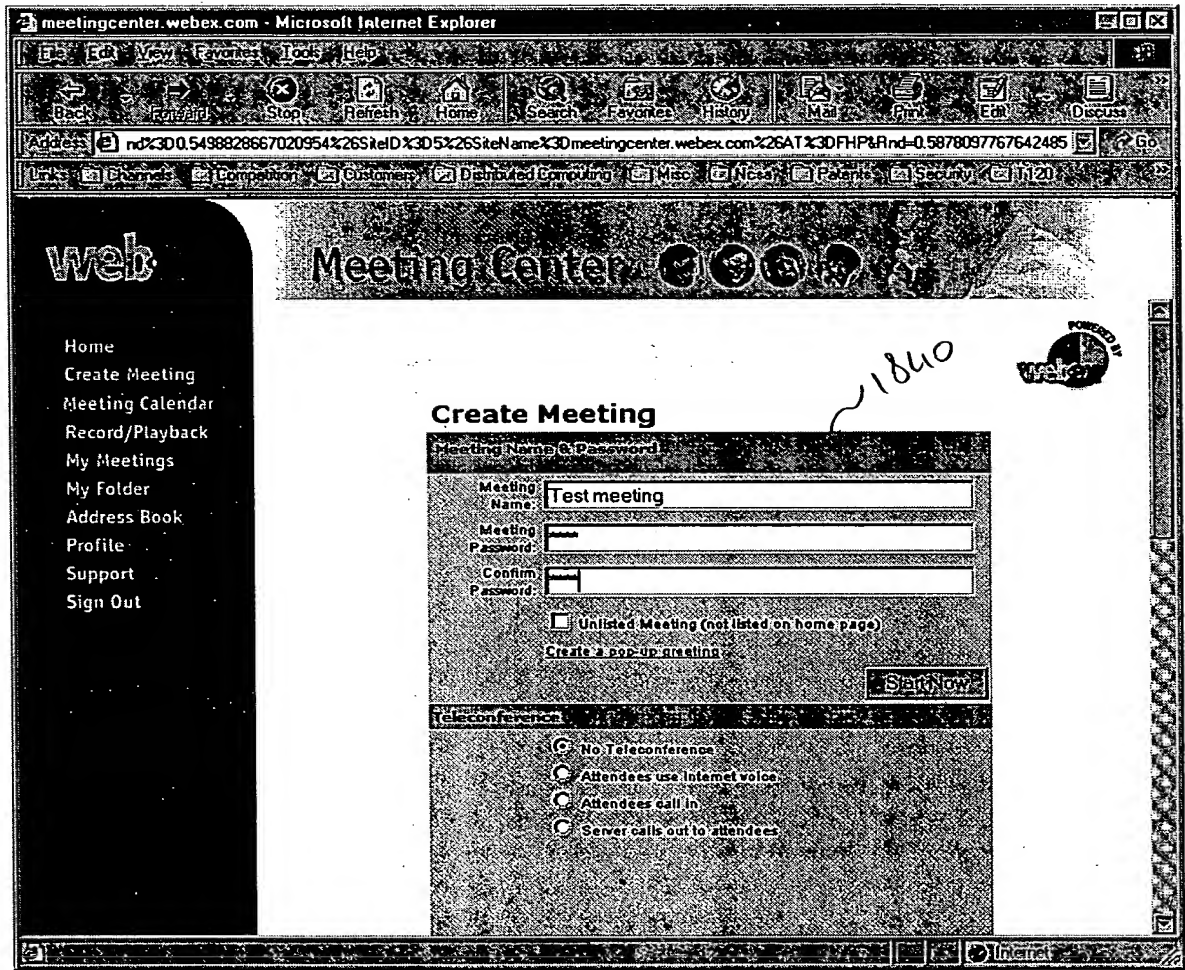 meetingcenter.webex.com - Microsoft Internet Explorer
File Edit View Favorites Tools Help
Back Forward Stop Refresh Home Search Favorites History Mail Print Edit Discuss
Address nd%3D0.5498828667020954%26SiteID%3D5%26SiteName%3Dmeetingcenter.webex.com%26AT%3DFHP&Rnd=0.5878097767642485 Go
Links Channels Competition Customers Distributed Computing Misc Ncsa Patents Security T120
web
Meeting Center
POWERED BY
webex
Home
Create Meeting
Meeting Calendar
Record/Playback
My Meetings
My Folder
Address Book
Profile
Support
Sign Out
1840
Create Meeting
Meeting Name & Password
Meeting Name: Test meeting
Meeting Password: ****
Confirm Password: ****
Unlisted Meeting (not listed on home page)
Create a pop-up greeting
Start Now
Teleconference
No Teleconference
Attendees use Internet voice
Attendees call in
Server calls out to attendees
Internet